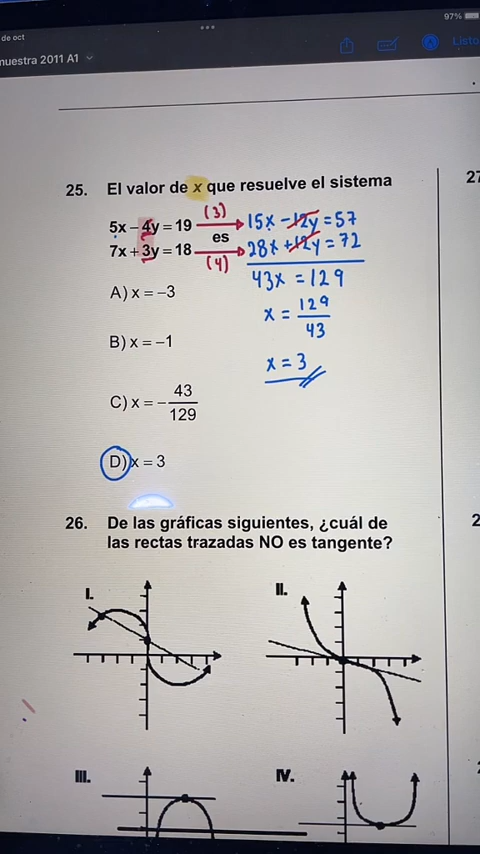 97%
de oct
Listo
muestra 2011 A1
25. El valor de x que resuelve el sistema
27
5x – 4y = 19 (3) 15x – 12y = 57
es
7x + 3y = 18 (4) 28x + 12y = 72
43x = 129
A) x = –3
x = 129/43
B) x = –1
x = 3
C) x = – 43/129
D) x = 3
26. De las gráficas siguientes, ¿cuál de
las rectas trazadas NO es tangente?
I.
II.
III.
IV.